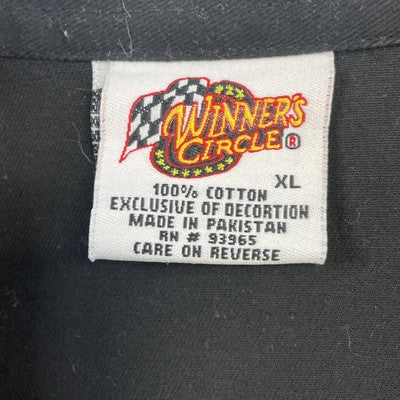 WINNER'S
CIRCLE ®
XL
100% COTTON
EXCLUSIVE OF DECORTION
MADE IN PAKISTAN
RN # 93965
CARE ON REVERSE